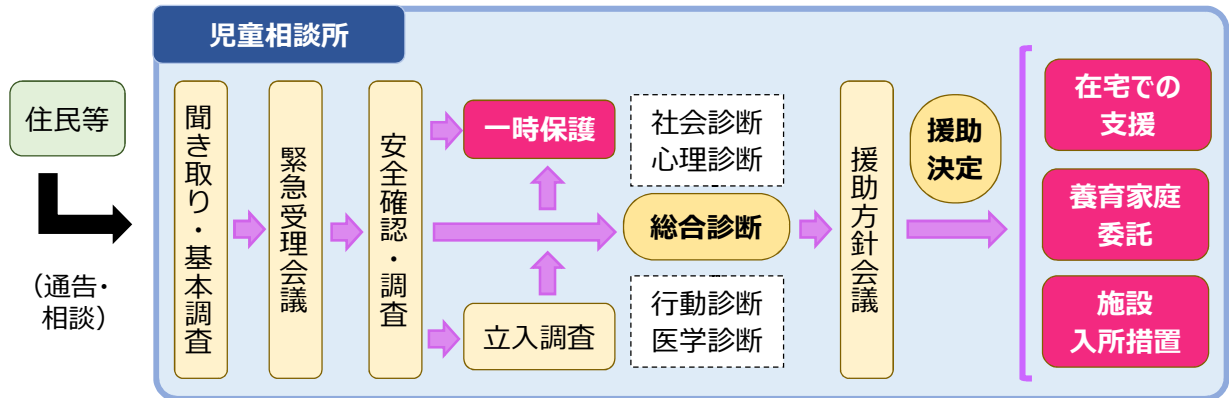 児童相談所
住民等
（通告・
相談）
聞き取り・基本調査
緊急受理会議
安全確認・調査
一時保護
立入調査
社会診断
心理診断
総合診断
行動診断
医学診断
援助方針会議
援助
決定
在宅での
支援
養育家庭
委託
施設
入所措置